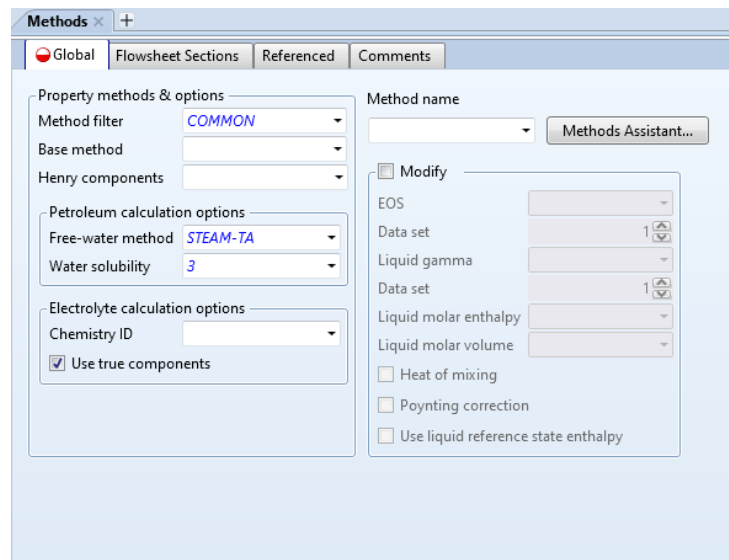 Methods
Global Flowsheet Sections Referenced Comments
Property methods & options
Method filter COMMON
Base method
Henry components
Petroleum calculation options
Free-water method STEAM-TA
Water solubility 3
Electrolyte calculation options
Chemistry ID
Use true components
Method name
Methods Assistant...
Modify
EOS
Data set 1
Liquid gamma
Data set 1
Liquid molar enthalpy
Liquid molar volume
Heat of mixing
Poynting correction
Use liquid reference state enthalpy